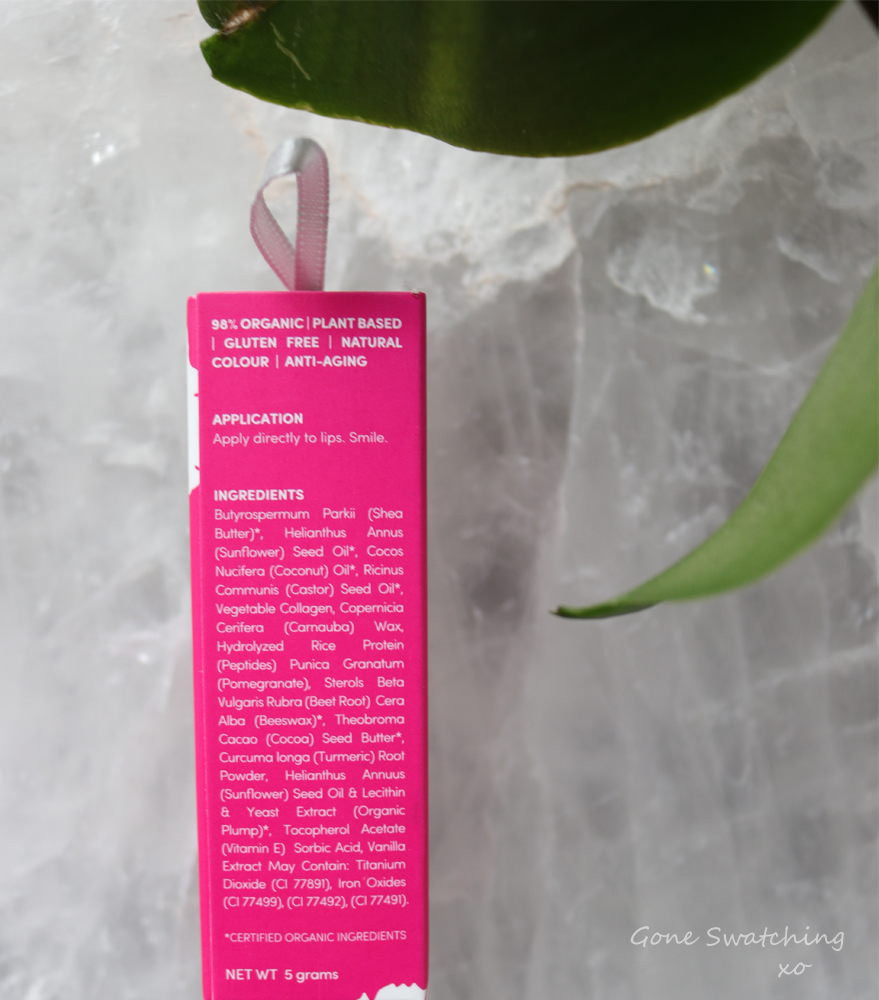 98% ORGANIC | PLANT BASED
| GLUTEN FREE | NATURAL
COLOUR | ANTI-AGING
APPLICATION
Apply directly to lips. Smile.
INGREDIENTS
Butyrospermum Parkii (Shea
Butter)*, Helianthus Annus
(Sunflower) Seed Oil*, Cocos
Nucifera (Coconut) Oil*, Ricinus
Communis (Castor) Seed Oil*,
Vegetable Collagen, Copernicia
Cerifera (Carnauba) Wax,
Hydrolyzed Rice Protein
(Peptides) Punica Granatum
(Pomegranate), Sterols Beta
Vulgaris Rubra (Beet Root) Cera
Alba (Beeswax)*, Theobroma
Cacao (Cocoa) Seed Butter*,
Curcuma longa (Turmeric) Root
Powder, Helianthus Annuus
(Sunflower) Seed Oil & Lecithin
& Yeast Extract (Organic
Plump)*, Tocopherol Acetate
(Vitamin E) Sorbic Acid, Vanilla
Extract May Contain: Titanium
Dioxide (CI 77891), Iron Oxides
(CI 77499), (CI 77492), (CI 77491).
*CERTIFIED ORGANIC INGREDIENTS
NET WT 5 grams
Gone Swatching
xo